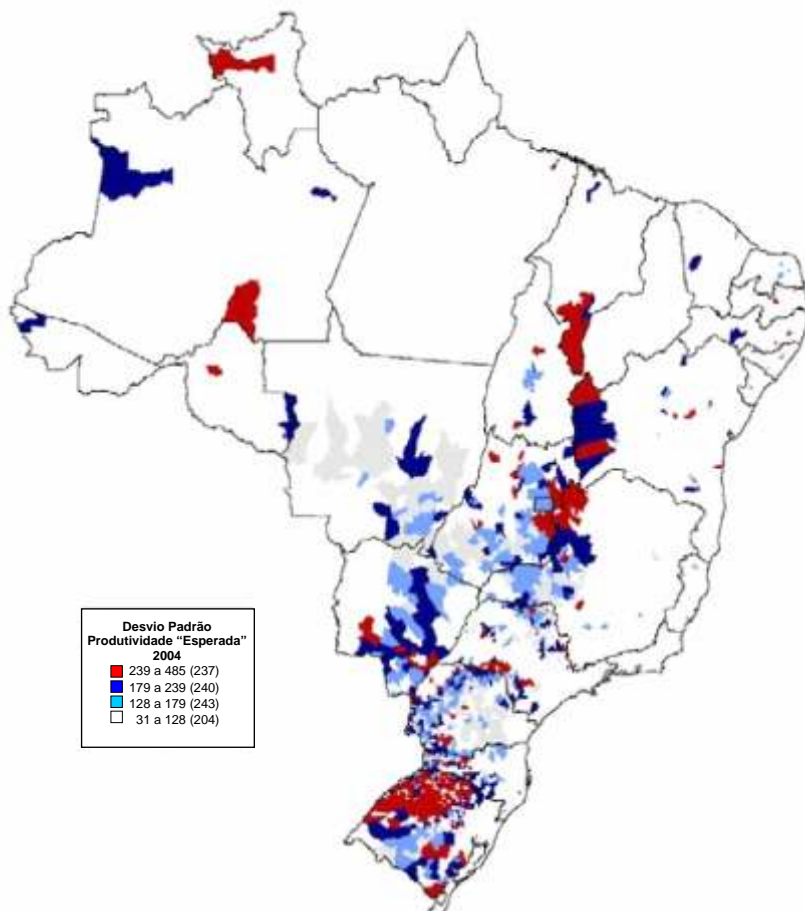 Desvio Padrão
Produtividade “Esperada”
2004
239 a 485 (237)
179 a 239 (240)
128 a 179 (243)
31 a 128 (204)